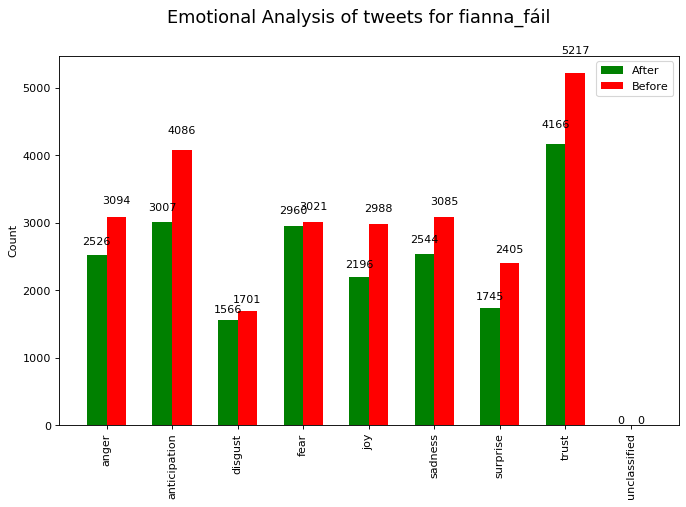 Emotional Analysis of tweets for fianna_fáil
5217
After
Before
5000
4166
4086
4000
3094
3007
2960
3021
2988
3085
3000
2526
2544
2405
2196
2000
1745
1701
1566
1000
0
0
0
Count
anger
anticipation
disgust
fear
joy
sadness
surprise
trust
unclassified